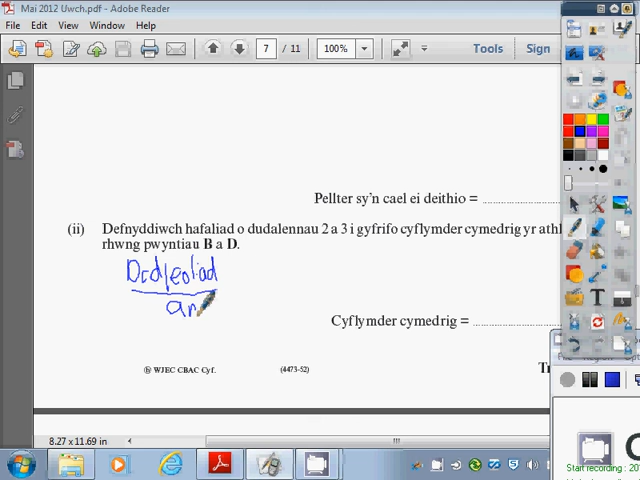 Mai 2012 Uwch.pdf - Adobe Reader
File Edit View Window Help
7 / 11 100% Tools Sign
Pellter sy'n cael ei deithio =
(ii) Defnyddiwch hafaliad o dudalennau 2 a 3 i gyfrifo cyflymder cymedrig yr
rhwng pwyntiau B a D.
an
Cyflymder cymedrig =
© WJEC CBAC Cyf. (4473-52)
8.27 x 11.69 in
Start recording: 20